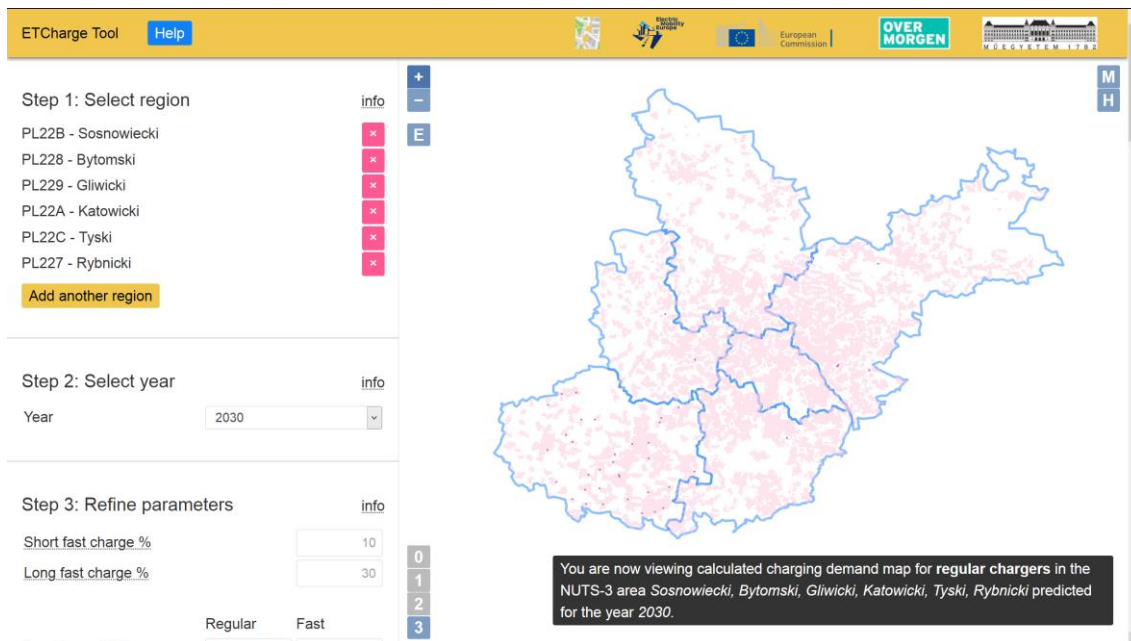 ETCharge Tool
Help
Electric
Mobility
Europe
European
Commission
OVER
MORGEN
MŰEGYETEM 1782
Step 1: Select region
info
PL22B - Sosnowiecki
×
PL228 - Bytomski
×
PL229 - Gliwicki
×
PL22A - Katowicki
×
PL22C - Tyski
×
PL227 - Rybnicki
×
Add another region
Step 2: Select year
info
Year
2030
Step 3: Refine parameters
info
Short fast charge %
10
Long fast charge %
30
Regular Fast
+
−
E
M
H
0
1
2
3
You are now viewing calculated charging demand map for regular chargers in the
NUTS-3 area Sosnowiecki, Bytomski, Gliwicki, Katowicki, Tyski, Rybnicki predicted
for the year 2030.